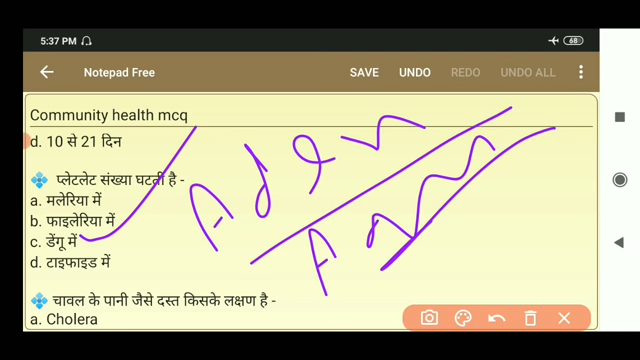 5:37 PM
68
Notepad Free
SAVE
UNDO
REDO
UNDO ALL
Community health mcq
d. 10 से 21 दिन
प्लेटलेट संख्या घटती है -
a. मलेरिया में
b. फाइलेरिया में
c. डेंगू में
d. टाइफाइड में
चावल के पानी जैसे दस्त किसके लक्षण है -
a. Cholera